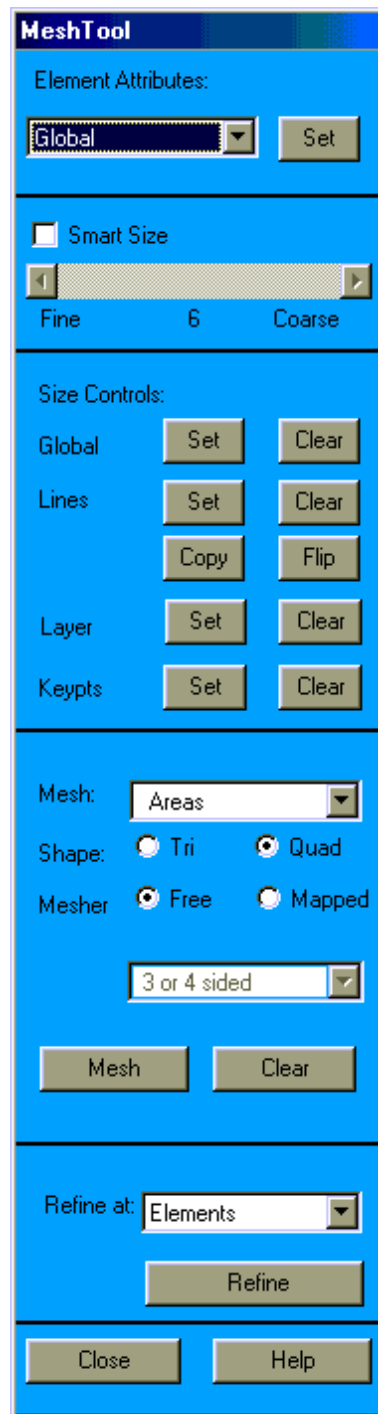 MeshTool
Element Attributes:
Global Set
Smart Size
Fine 6 Coarse
Size Controls:
Global Set Clear
Lines Set Clear
Copy Flip
Layer Set Clear
Keypts Set Clear
Mesh: Areas
Shape: Tri Quad
Mesher Free Mapped
3 or 4 sided
Mesh Clear
Refine at: Elements
Refine
Close Help